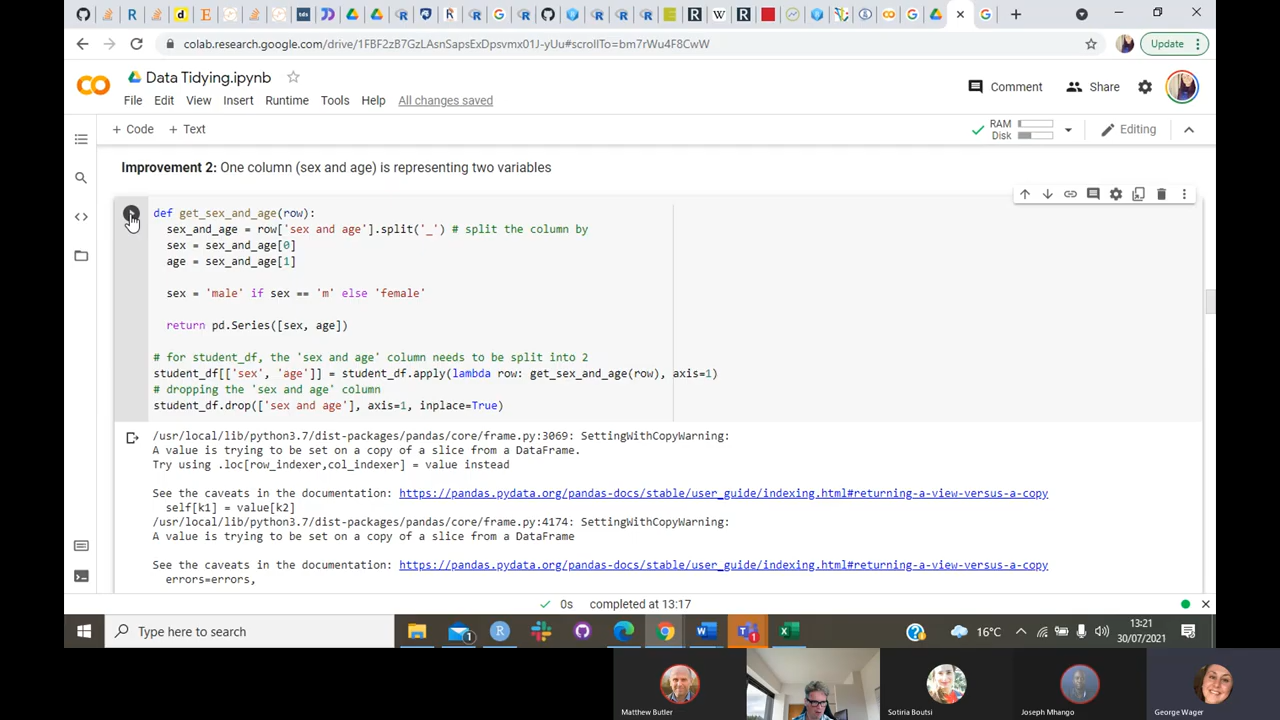 colab.research.google.com/drive/1FBF2zB7GzLAsnSapsExDpsvmx01J-yUu#scrollTo=bm7rWu4F8CwW
Update
Data Tidying.ipynb
File Edit View Insert Runtime Tools Help All changes saved
Comment
Share
+ Code + Text
RAM
Disk
Editing
Improvement 2: One column (sex and age) is representing two variables
def get_sex_and_age(row):
sex_and_age = row['sex and age'].split('_') # split the column by
sex = sex_and_age[0]
age = sex_and_age[1]
sex = 'male' if sex == 'm' else 'female'
return pd.Series([sex, age])
# for student_df, the 'sex and age' column needs to be split into 2
student_df[['sex', 'age']] = student_df.apply(lambda row: get_sex_and_age(row), axis=1)
# dropping the 'sex and age' column
student_df.drop(['sex and age'], axis=1, inplace=True)
/usr/local/lib/python3.7/dist-packages/pandas/core/frame.py:3069: SettingWithCopyWarning:
A value is trying to be set on a copy of a slice from a DataFrame.
Try using .loc[row_indexer,col_indexer] = value instead
See the caveats in the documentation: https://pandas.pydata.org/pandas-docs/stable/user_guide/indexing.html#returning-a-view-versus-a-copy
self[k1] = value[k2]
/usr/local/lib/python3.7/dist-packages/pandas/core/frame.py:4174: SettingWithCopyWarning:
A value is trying to be set on a copy of a slice from a DataFrame
See the caveats in the documentation: https://pandas.pydata.org/pandas-docs/stable/user_guide/indexing.html#returning-a-view-versus-a-copy
errors=errors,
0s completed at 13:17
Type here to search
16°C
13:21
30/07/2021
Matthew Butler
Sotiria Boutsi
Joseph Mhango
George Wager